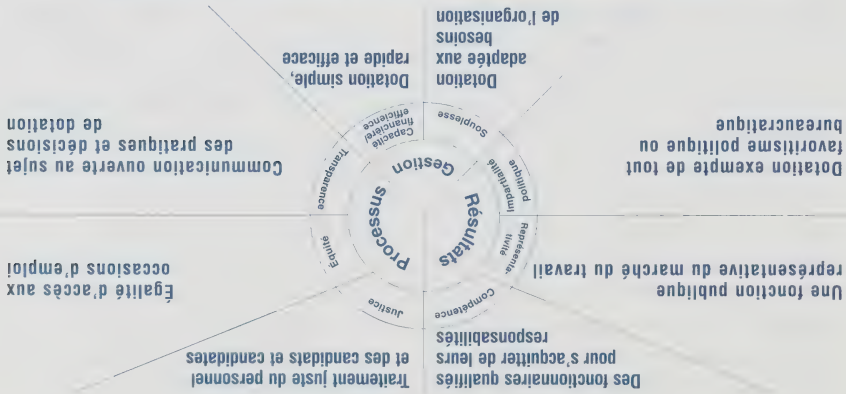 Des fonctionnaires qualifiés
pour s'acquitter de leurs
responsabilités
Traitement juste du personnel
et des candidats et candidates
Une fonction publique
représentative du marché du travail
Égalité d'accès aux
occasions d'emploi
Compétence
Justice
Représenta-
tivité
Équité
Résultats
Processus
Gestion
Impartialité
politique
Transparence
Souplesse
Capacité
financière/
efficience
Dotation exempte de tout
favoritisme politique ou
bureaucratique
Communication ouverte au sujet
des pratiques et décisions
de dotation
Dotation
adaptée aux
besoins
de l'organisation
Dotation simple,
rapide et efficace